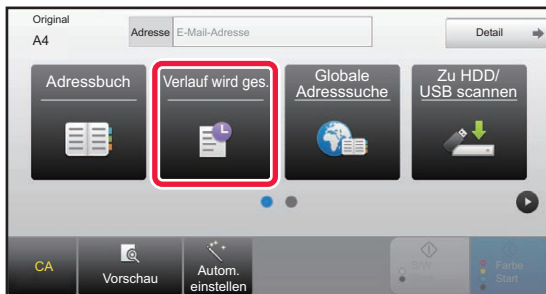 Original
A4
Adresse E-Mail-Adresse
Detail
Adressbuch
Verlauf wird ges.
Globale
Adresssuche
Zu HDD/
USB scannen
CA
Vorschau
Autom.
einstellen
S/W
Start
Farbe
Start